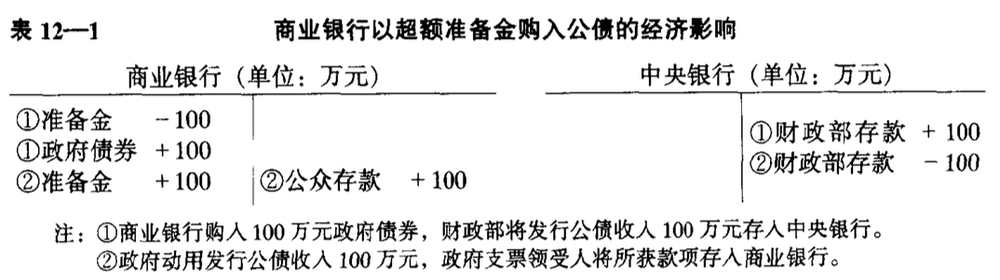 表 12—1 商业银行以超额准备金购入公债的经济影响
商业银行（单位：万元） 中央银行（单位：万元）
①准备金 －100
①财政部存款 ＋100
①政府债券 ＋100
②财政部存款 －100
②准备金 ＋100 ②公众存款 ＋100
注：①商业银行购入 100 万元政府债券，财政部将发行公债收入 100 万元存入中央银行。
②政府动用发行公债收入 100 万元，政府支票领受人将所获款项存入商业银行。